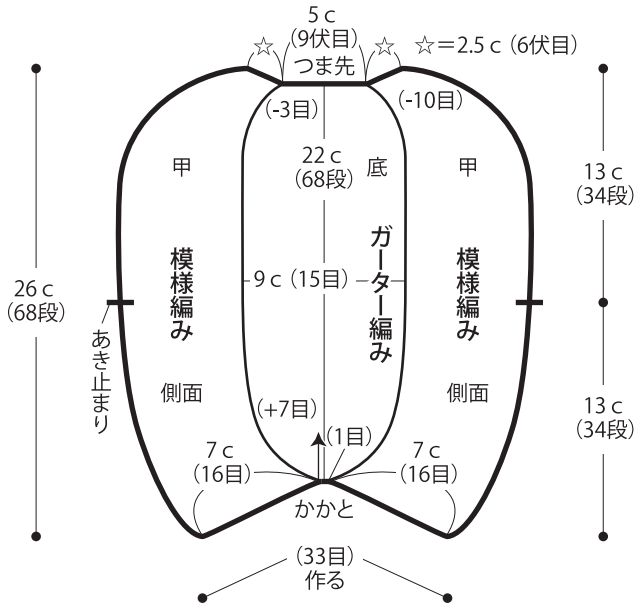 5 c
(9伏目)
つま先
☆
☆
☆=2.5 c (6伏目)
(-3目)
(-10目)
22 c
(68段)
甲
底
甲
13 c
(34段)
模様編み
ガーター編み
模様編み
9 c (15目)
26 c
(68段)
あき止まり
側面
側面
13 c
(34段)
(+7目)
(1目)
7 c
(16目)
7 c
(16目)
かかと
(33目)
作る